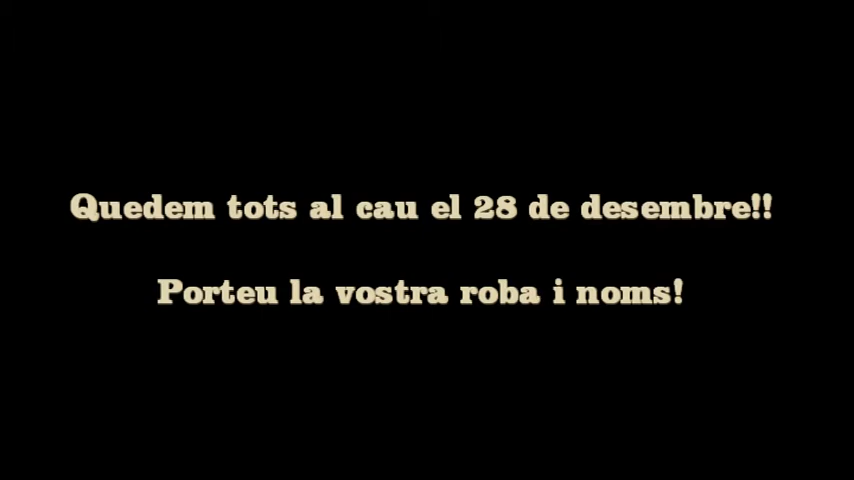 Quedem tots al cau el 28 de desembre!!
Porteu la vostra roba i noms!